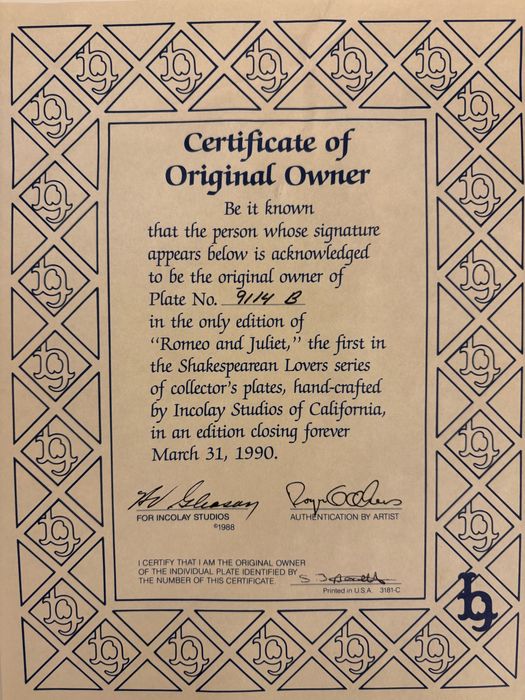 Certificate of
Original Owner
Be it known
that the person whose signature
appears below is acknowledged
to be the original owner of
Plate No. 9114 B
in the only edition of
"Romeo and Juliet," the first in
the Shakespearean Lovers series
of collector's plates, hand-crafted
by Incolay Studios of California,
in an edition closing forever
March 31, 1990.
FOR INCOLAY STUDIOS
©1988
AUTHENTICATION BY ARTIST
I CERTIFY THAT I AM THE ORIGINAL OWNER
OF THE INDIVIDUAL PLATE IDENTIFIED BY
THE NUMBER OF THIS CERTIFICATE.
Printed in U.S.A. 3181-C